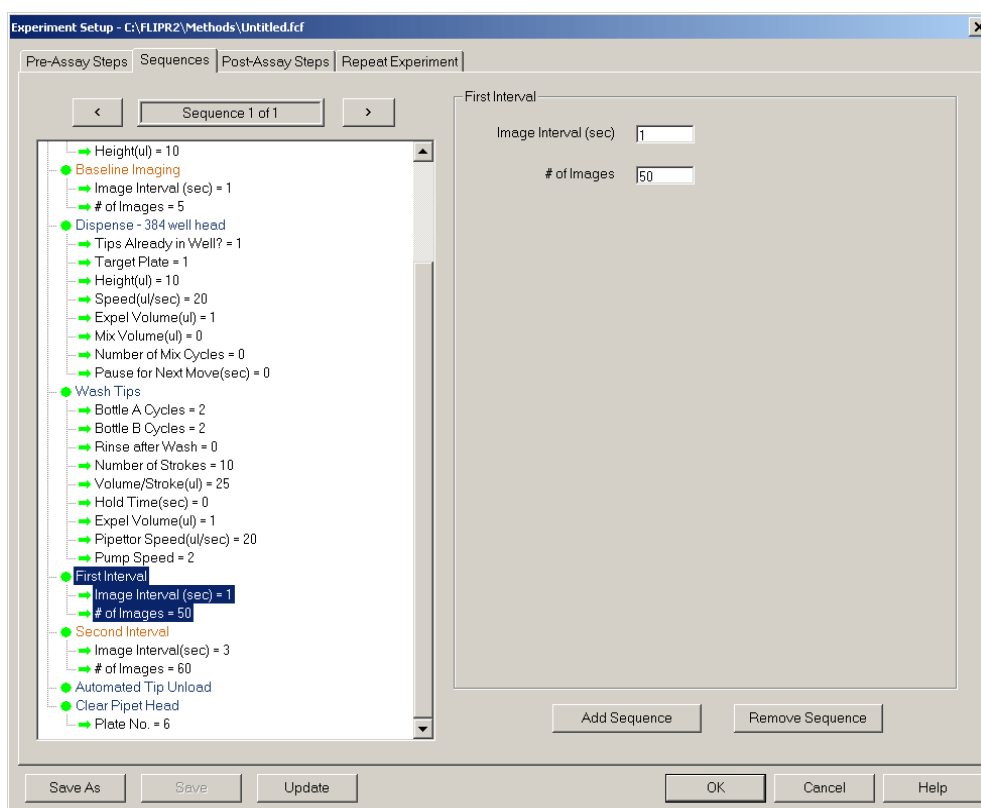 Experiment Setup - C:\FLIPR2\Methods\Untitled.fcf
Pre-Assay Steps Sequences Post-Assay Steps Repeat Experiment
< Sequence 1 of 1 >
Height(ul) = 10
Baseline Imaging
Image Interval (sec) = 1
# of Images = 5
Dispense - 384 well head
Tips Already in Well? = 1
Target Plate = 1
Height(ul) = 10
Speed(ul/sec) = 20
Expel Volume(ul) = 1
Mix Volume(ul) = 0
Number of Mix Cycles = 0
Pause for Next Move(sec) = 0
Wash Tips
Bottle A Cycles = 2
Bottle B Cycles = 2
Rinse after Wash = 0
Number of Strokes = 10
Volume/Stroke(ul) = 25
Hold Time(sec) = 0
Expel Volume(ul) = 1
Pipettor Speed(ul/sec) = 20
Pump Speed = 2
First Interval
Image Interval (sec) = 1
# of Images = 50
Second Interval
Image Interval(sec) = 3
# of Images = 60
Automated Tip Unload
Clear Pipet Head
Plate No. = 6
First Interval
Image Interval (sec) 1
# of Images 50
Add Sequence Remove Sequence
Save As Save Update OK Cancel Help